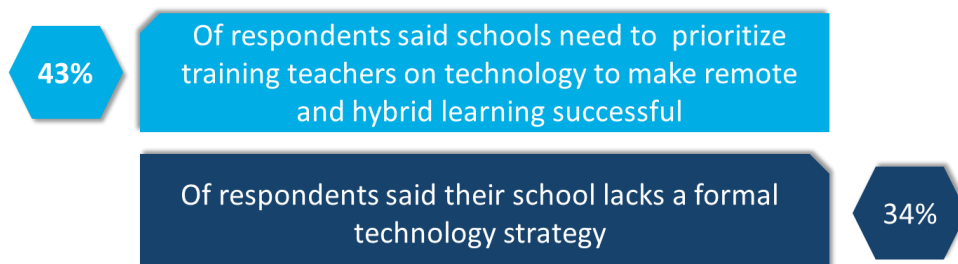 43%
Of respondents said schools need to prioritize
training teachers on technology to make remote
and hybrid learning successful
Of respondents said their school lacks a formal
technology strategy
34%